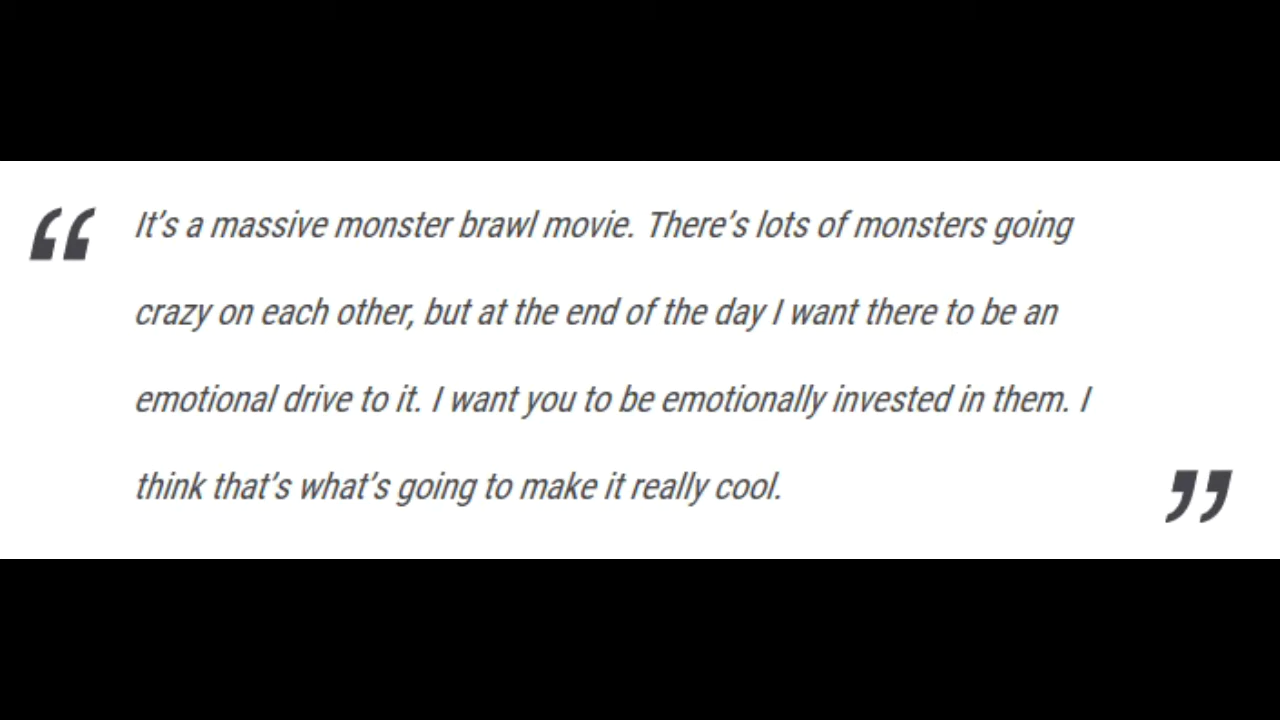 “ It’s a massive monster brawl movie. There’s lots of monsters going
crazy on each other, but at the end of the day I want there to be an
emotional drive to it. I want you to be emotionally invested in them. I
think that’s what’s going to make it really cool. ”